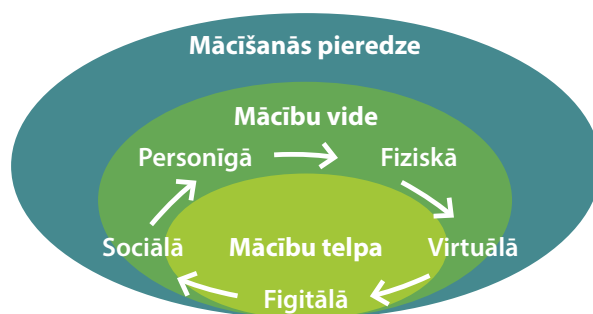 Mācīšanās pieredze
Mācību vide
Personīgā Fiziskā
Sociālā Mācību telpa Virtuālā
Figitālā